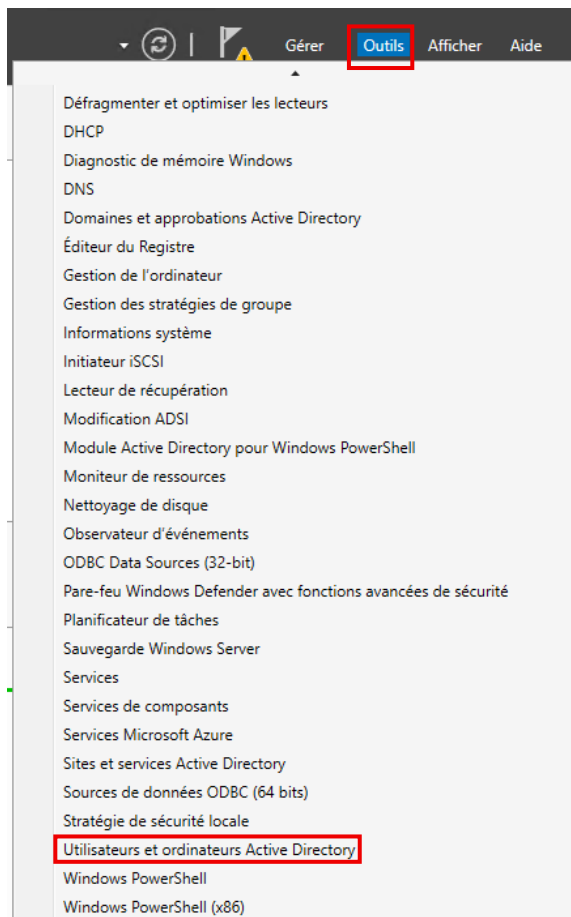 Gérer Outils Afficher Aide
Défragmenter et optimiser les lecteurs
DHCP
Diagnostic de mémoire Windows
DNS
Domaines et approbations Active Directory
Éditeur du Registre
Gestion de l'ordinateur
Gestion des stratégies de groupe
Informations système
Initiateur iSCSI
Lecteur de récupération
Modification ADSI
Module Active Directory pour Windows PowerShell
Moniteur de ressources
Nettoyage de disque
Observateur d'événements
ODBC Data Sources (32-bit)
Pare-feu Windows Defender avec fonctions avancées de sécurité
Planificateur de tâches
Sauvegarde Windows Server
Services
Services de composants
Services Microsoft Azure
Sites et services Active Directory
Sources de données ODBC (64 bits)
Stratégie de sécurité locale
Utilisateurs et ordinateurs Active Directory
Windows PowerShell
Windows PowerShell (x86)